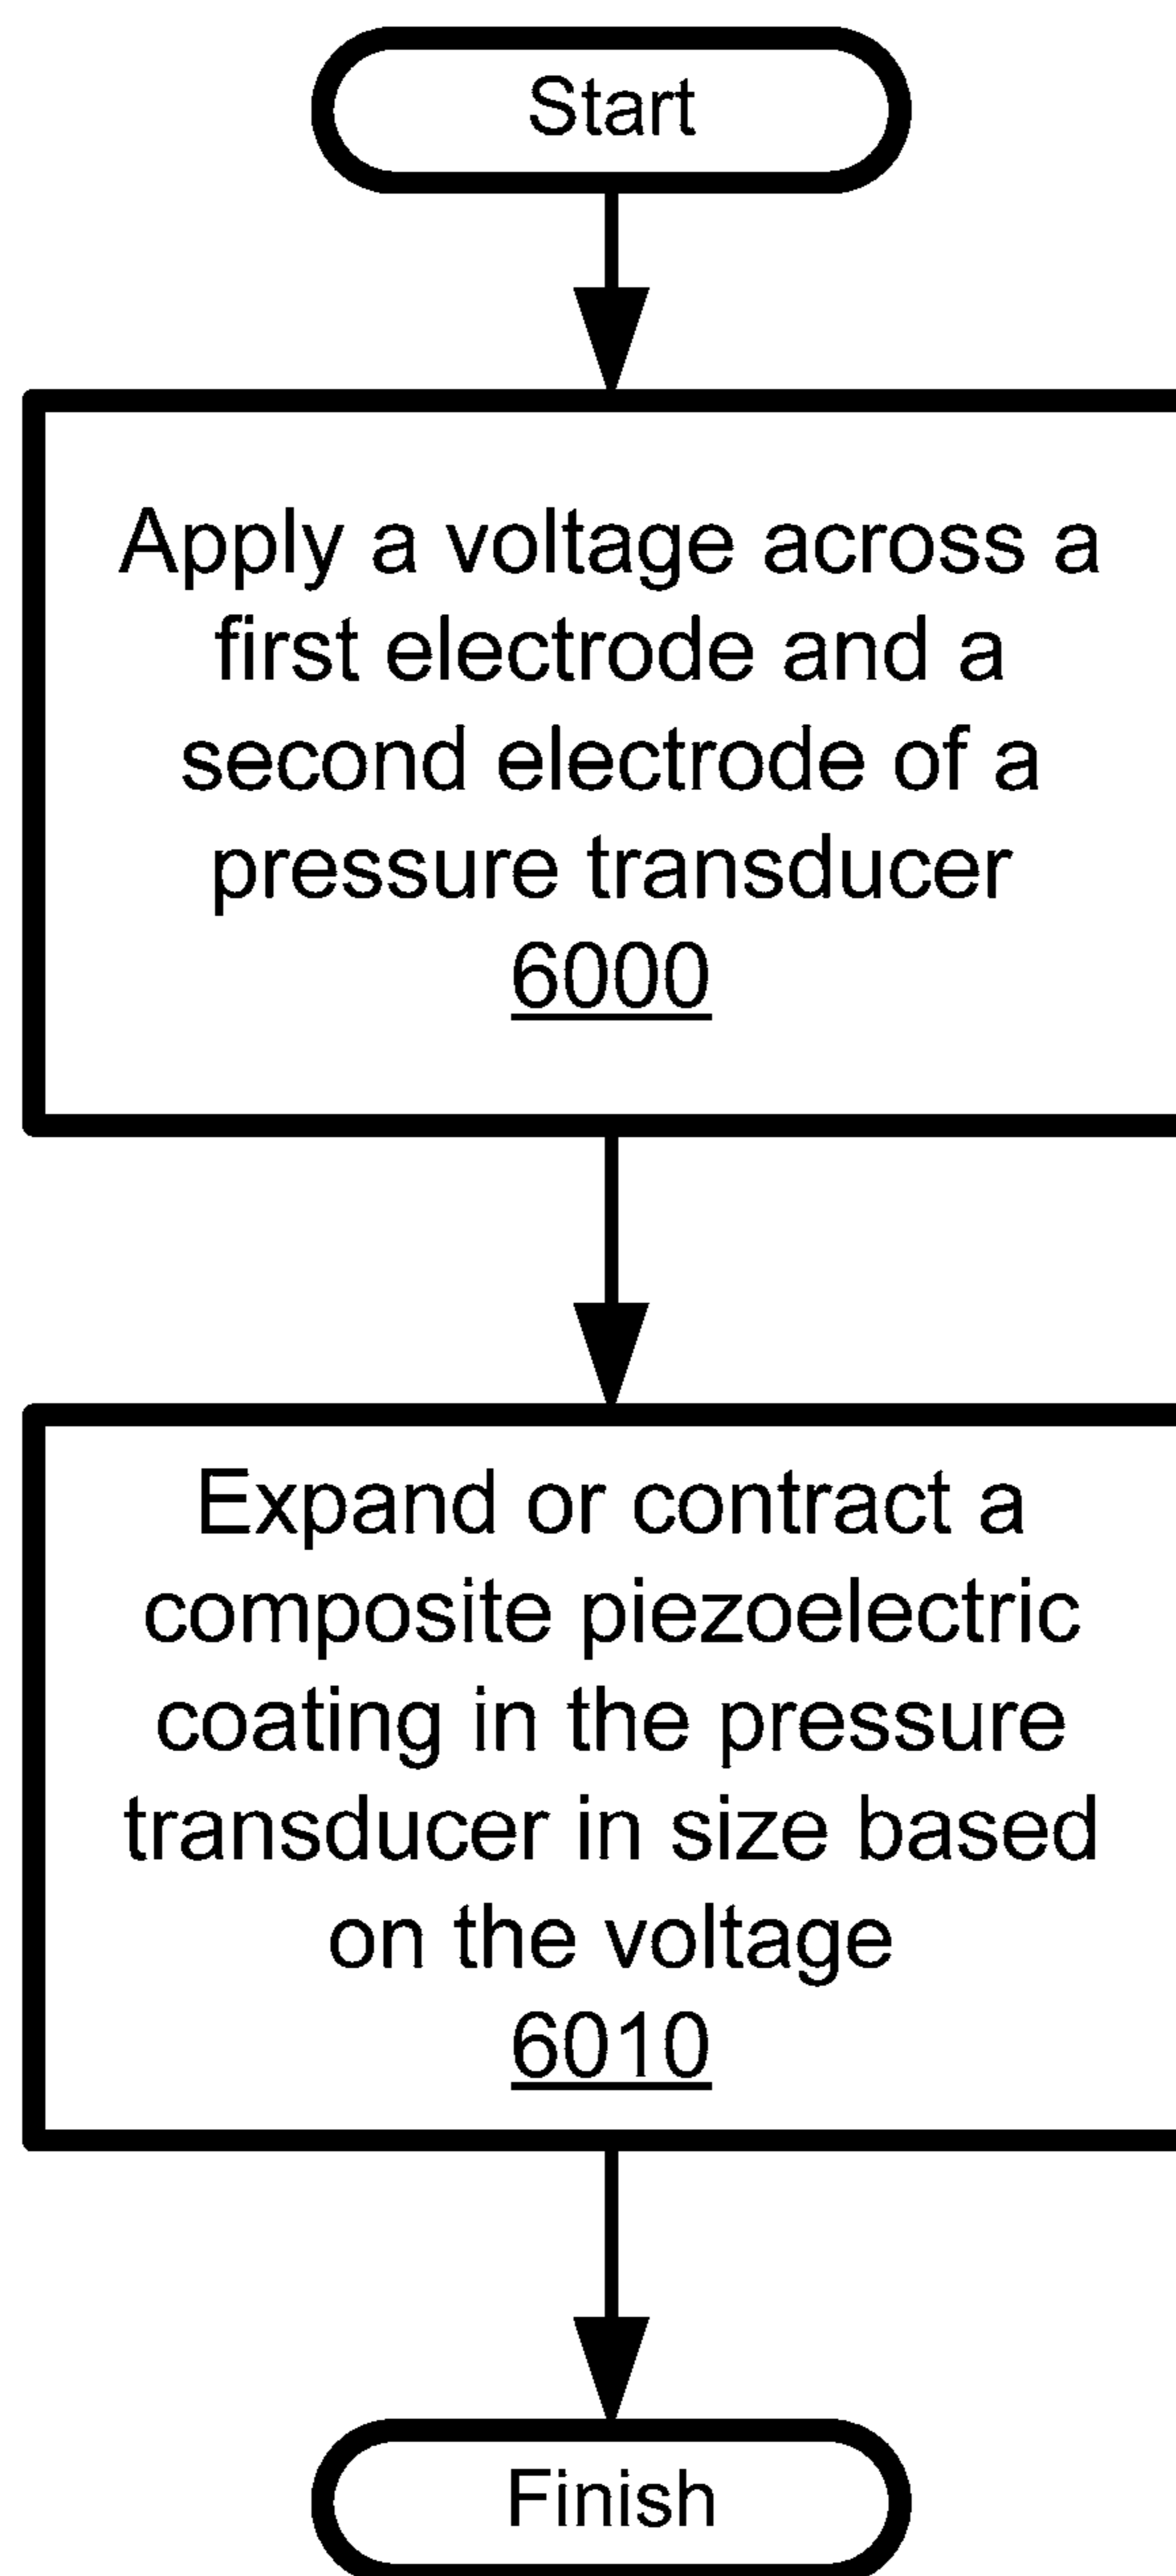 Start
Apply a voltage across a
first electrode and a
second electrode of a
pressure transducer
6000
Expand or contract a
composite piezoelectric
coating in the pressure
transducer in size based
on the voltage
6010
Finish